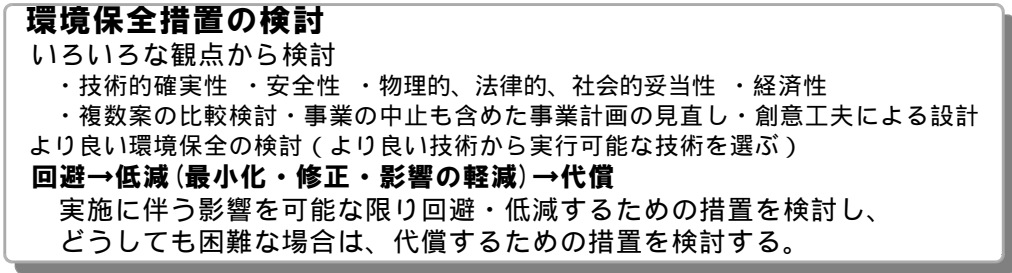 環境保全措置の検討
いろいろな観点から検討
・技術的確実性 ・安全性 ・物理的、法律的、社会的妥当性 ・経済性
・複数案の比較検討・事業の中止も含めた事業計画の見直し・創意工夫による設計
より良い環境保全の検討(より良い技術から実行可能な技術を選ぶ)
回避→低減(最小化・修正・影響の軽減)→代償
実施に伴う影響を可能な限り回避・低減するための措置を検討し、
どうしても困難な場合は、代償するための措置を検討する。